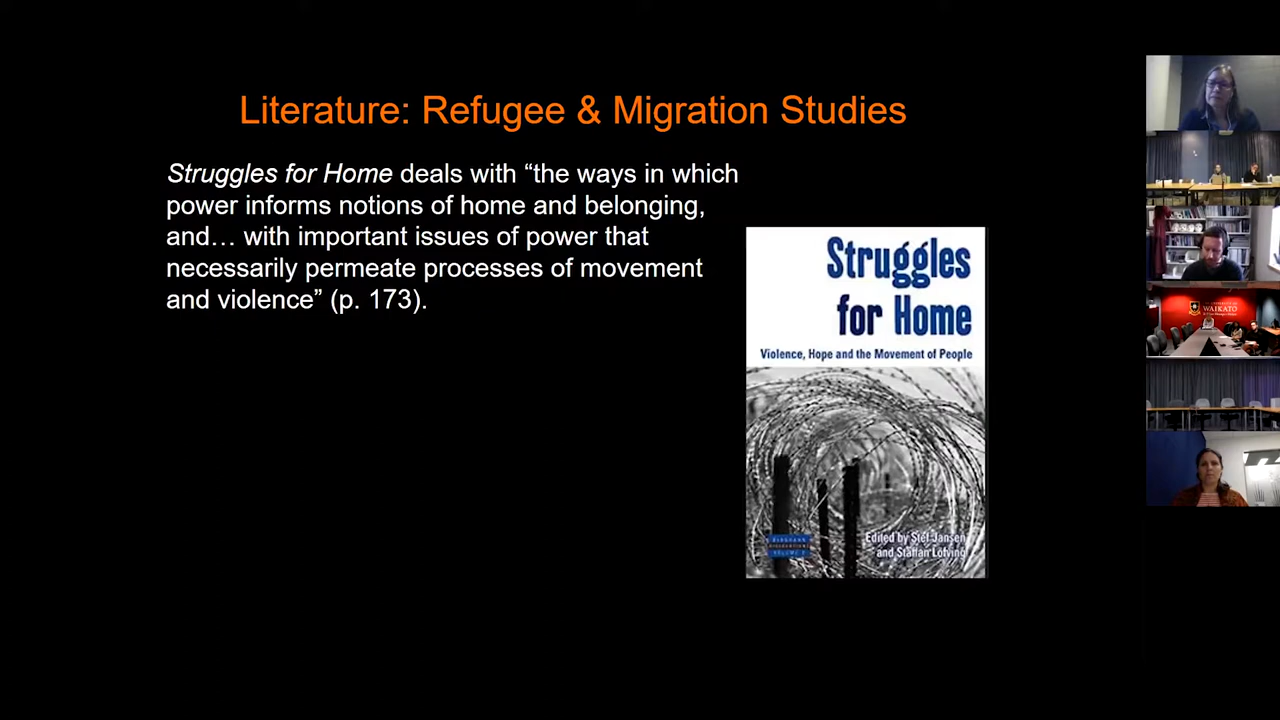 Literature: Refugee & Migration Studies
Struggles for Home deals with “the ways in which
power informs notions of home and belonging,
and… with important issues of power that
necessarily permeate processes of movement
and violence” (p. 173).
Struggles
for Home
Violence, Hope and the Movement of People
Edited by Stef Jansen
and Staffan Löfving
WAIKATO